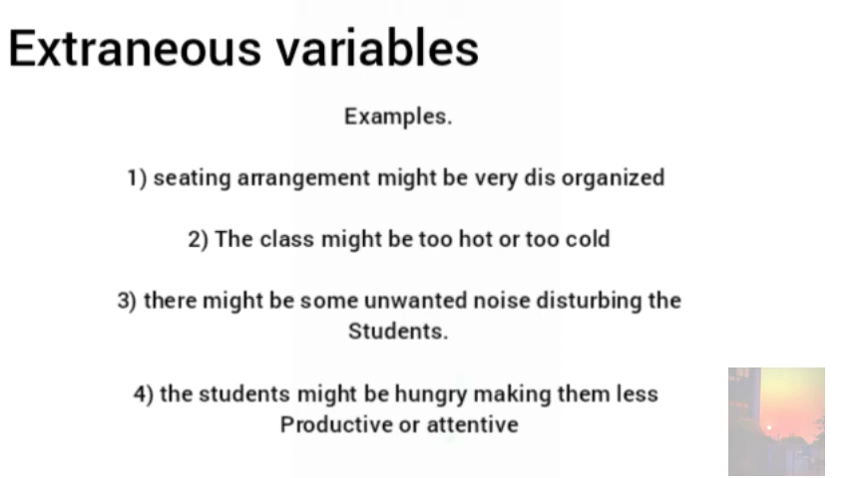 Extraneous variables
Examples.
1) seating arrangement might be very dis organized
2) The class might be too hot or too cold
3) there might be some unwanted noise disturbing the
Students.
4) the students might be hungry making them less
Productive or attentive